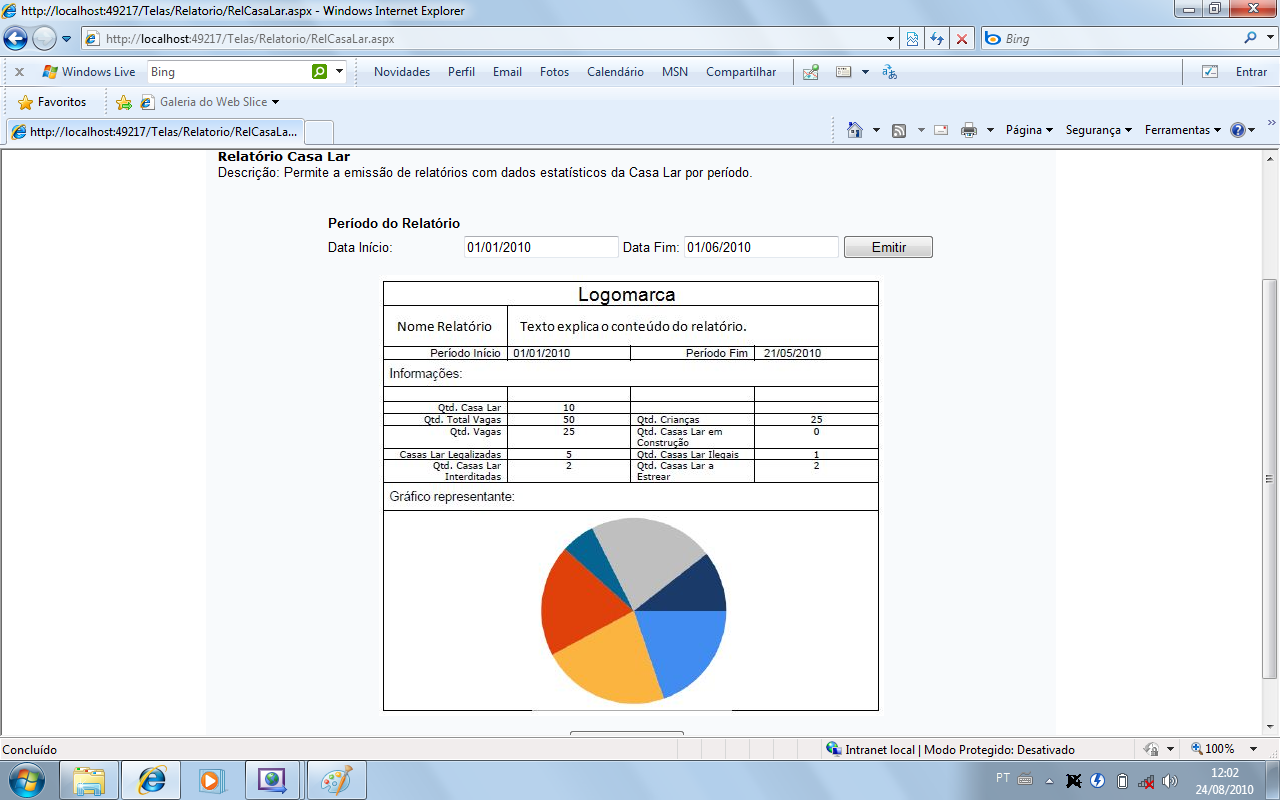 http://localhost:49217/Telas/Relatorio/RelCasaLar.aspx - Windows Internet Explorer
http://localhost:49217/Telas/Relatorio/RelCasaLar.aspx
Bing
Windows Live
Bing
Novidades Perfil Email Fotos Calendário MSN Compartilhar
Entrar
Favoritos
Galeria do Web Slice
http://localhost:49217/Telas/Relatorio/RelCasaLa...
Página Segurança Ferramentas
Relatório Casa Lar
Descrição: Permite a emissão de relatórios com dados estatísticos da Casa Lar por período.
Período do Relatório
Data Início: 01/01/2010 Data Fim: 01/06/2010 Emitir
Logomarca
Nome Relatório Texto explica o conteúdo do relatório.
Período Início 01/01/2010 Período Fim 21/05/2010
Informações:
Qtd. Casa Lar 10
Qtd. Total Vagas 50 Qtd. Crianças 25
Qtd. Vagas 25 Qtd. Casas Lar em Construção 0
Casas Lar Legalizadas 5 Qtd. Casas Lar Ilegais 1
Qtd. Casas Lar Interditadas 2 Qtd. Casas Lar a Estrear 2
Gráfico representante:
Concluído
Intranet local | Modo Protegido: Desativado
100%
PT
12:02
24/08/2010